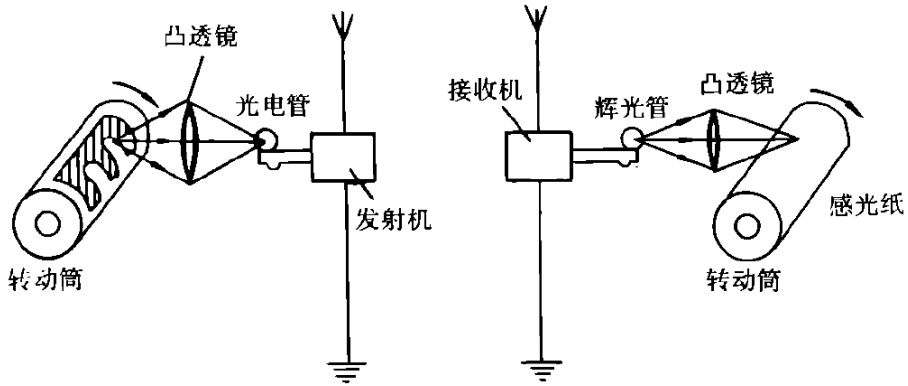 凸透镜
光电管
发射机
转动筒
接收机
辉光管
凸透镜
感光纸
转动筒